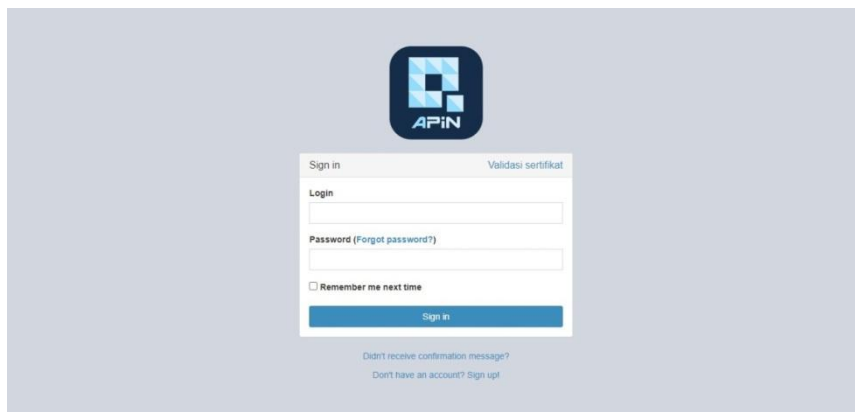 APiN
Sign in Validasi sertifikat
Login
Password (Forgot password?)
Remember me next time
Sign in
Didn't receive confirmation message?
Don't have an account? Sign up!